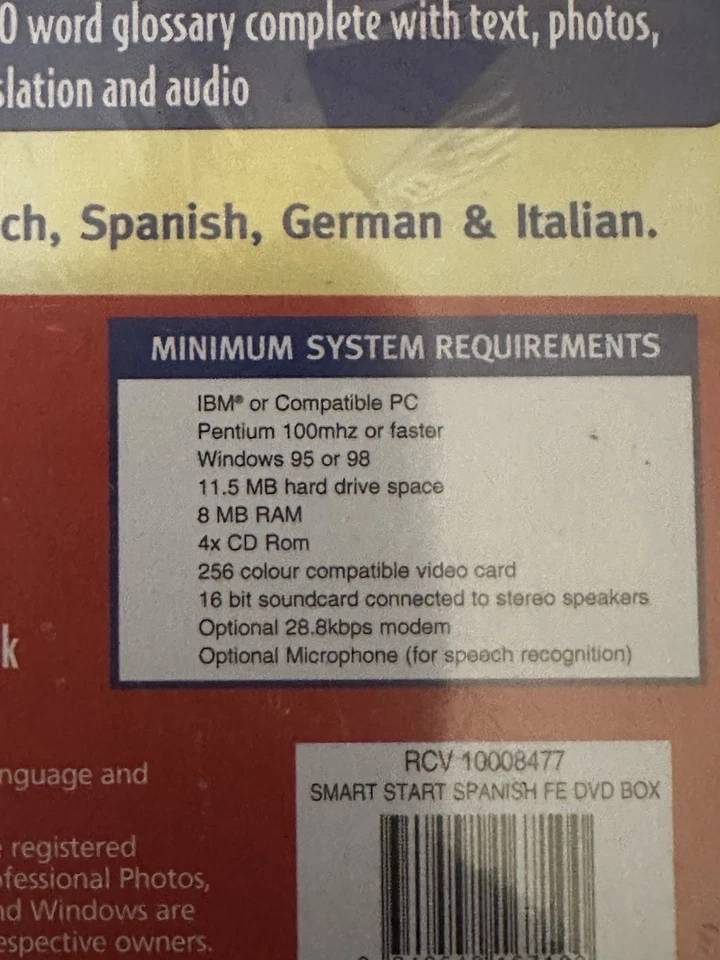 0 word glossary complete with text, photos,
slation and audio
ch, Spanish, German & Italian.
MINIMUM SYSTEM REQUIREMENTS
IBM® or Compatible PC
Pentium 100mhz or faster
Windows 95 or 98
11.5 MB hard drive space
8 MB RAM
4x CD Rom
256 colour compatible video card
16 bit soundcard connected to stereo speakers
Optional 28.8kbps modem
Optional Microphone (for speech recognition)
k
RCV 10008477
SMART START SPANISH FE DVD BOX
nguage and
registered
ofessional Photos,
nd Windows are
espective owners.